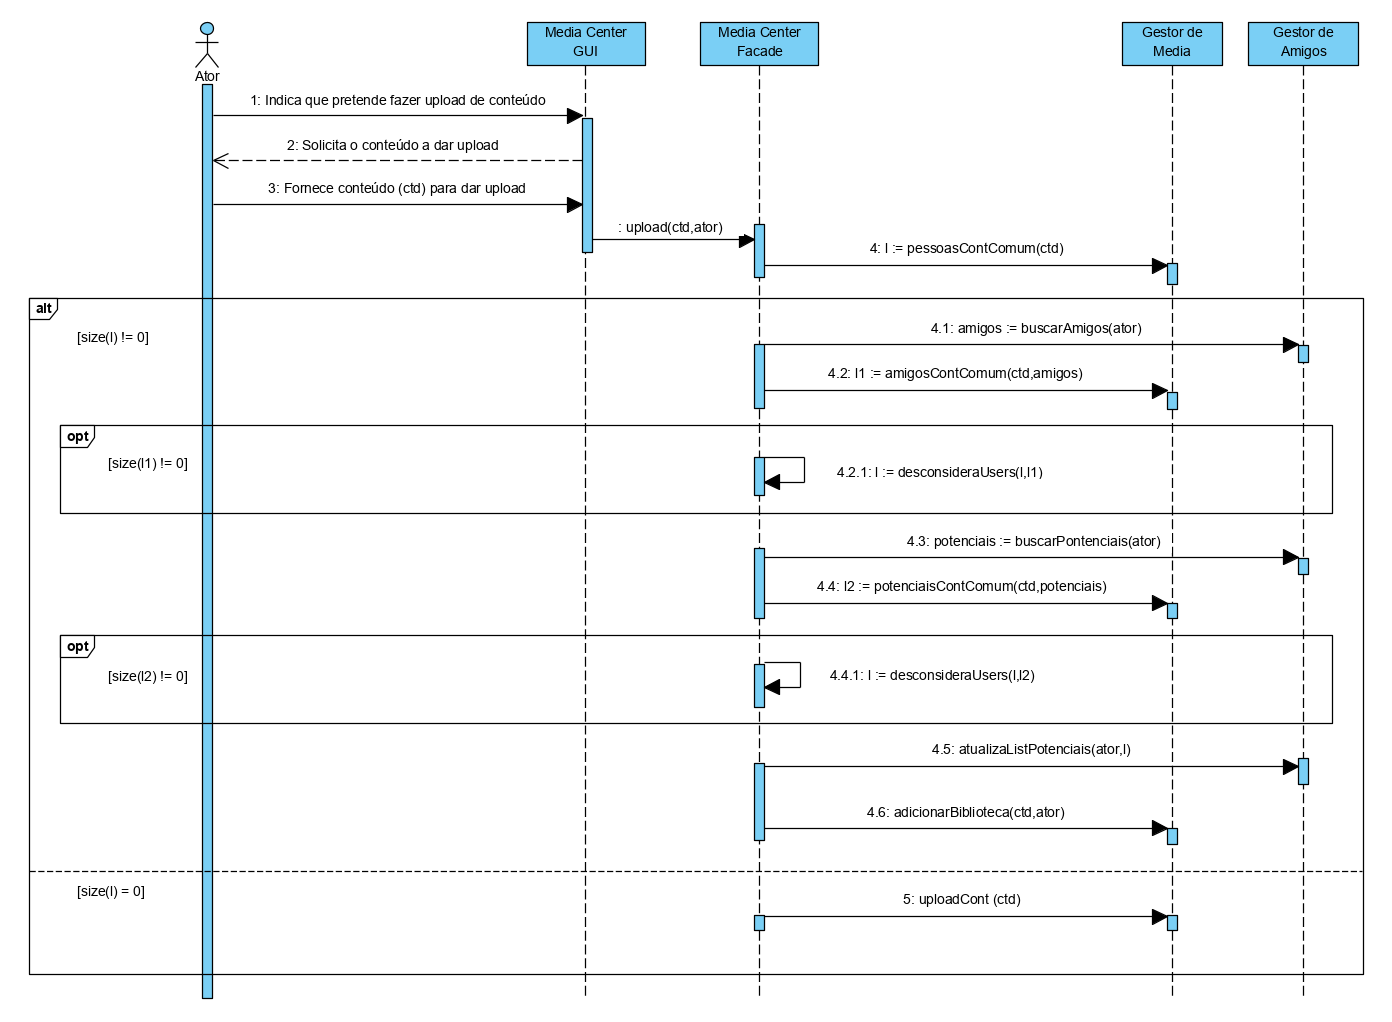 Media Center
GUI
Media Center
Facade
Gestor de
Media
Gestor de
Amigos
Ator
1: Indica que pretende fazer upload de conteúdo
2: Solicita o conteúdo a dar upload
3: Fornece conteúdo (ctd) para dar upload
: upload(ctd,ator)
4: l := pessoasContComum(ctd)
alt
[size(l) != 0]
4.1: amigos := buscarAmigos(ator)
4.2: l1 := amigosContComum(ctd,amigos)
opt
[size(l1) != 0]
4.2.1: l := desconsideraUsers(l,l1)
4.3: potenciais := buscarPontenciais(ator)
4.4: l2 := potenciaisContComum(ctd,potenciais)
opt
[size(l2) != 0]
4.4.1: l := desconsideraUsers(l,l2)
4.5: atualizaListPotenciais(ator,l)
4.6: adicionarBiblioteca(ctd,ator)
[size(l) = 0]
5: uploadCont (ctd)